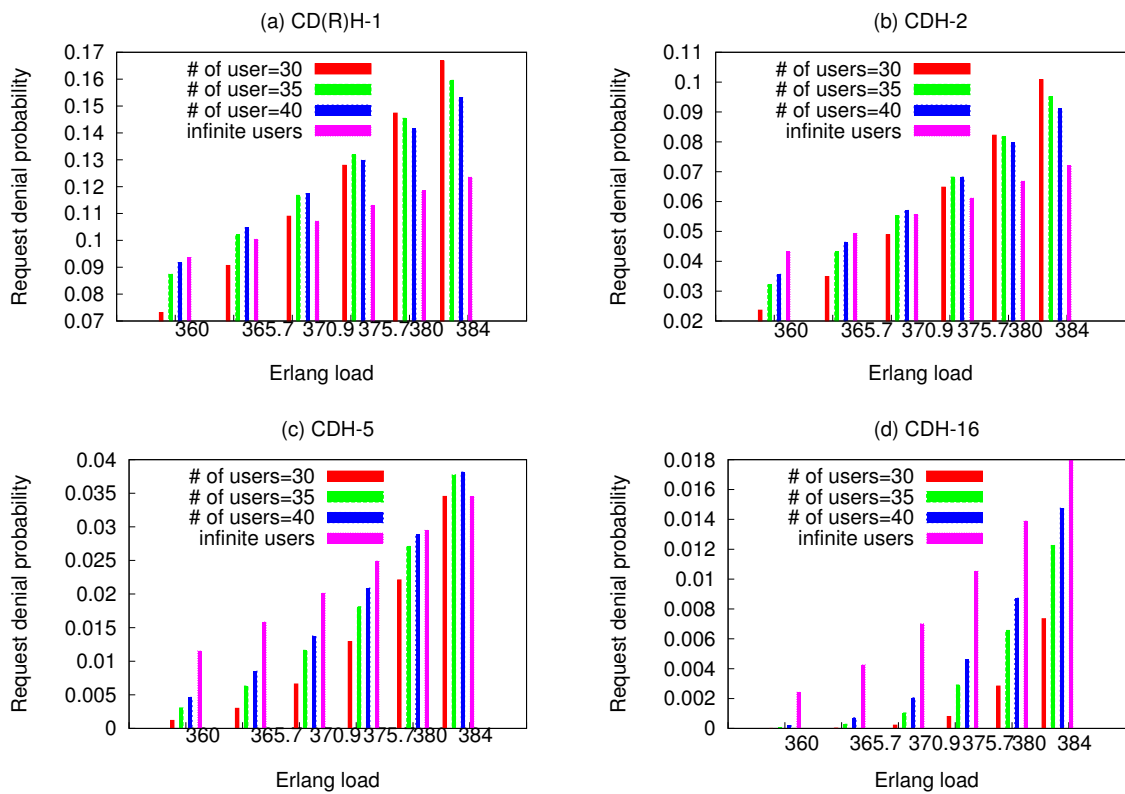 (a) CD(R)H-1
Request denial probability
0.17
0.16
0.15
0.14
0.13
0.12
0.11
0.1
0.09
0.08
0.07
# of user=30
# of user=35
# of user=40
infinite users
360 365.7 370.9 375.7 380 384
Erlang load
(b) CDH-2
Request denial probability
0.11
0.1
0.09
0.08
0.07
0.06
0.05
0.04
0.03
0.02
# of users=30
# of users=35
# of users=40
infinite users
360 365.7 370.9 375.7 380 384
Erlang load
(c) CDH-5
Request denial probability
0.04
0.035
0.03
0.025
0.02
0.015
0.01
0.005
0
# of users=30
# of users=35
# of users=40
infinite users
360 365.7 370.9 375.7 380 384
Erlang load
(d) CDH-16
Request denial probability
0.018
0.016
0.014
0.012
0.01
0.008
0.006
0.004
0.002
0
# of users=30
# of users=35
# of users=40
infinite users
360 365.7 370.9 375.7 380 384
Erlang load